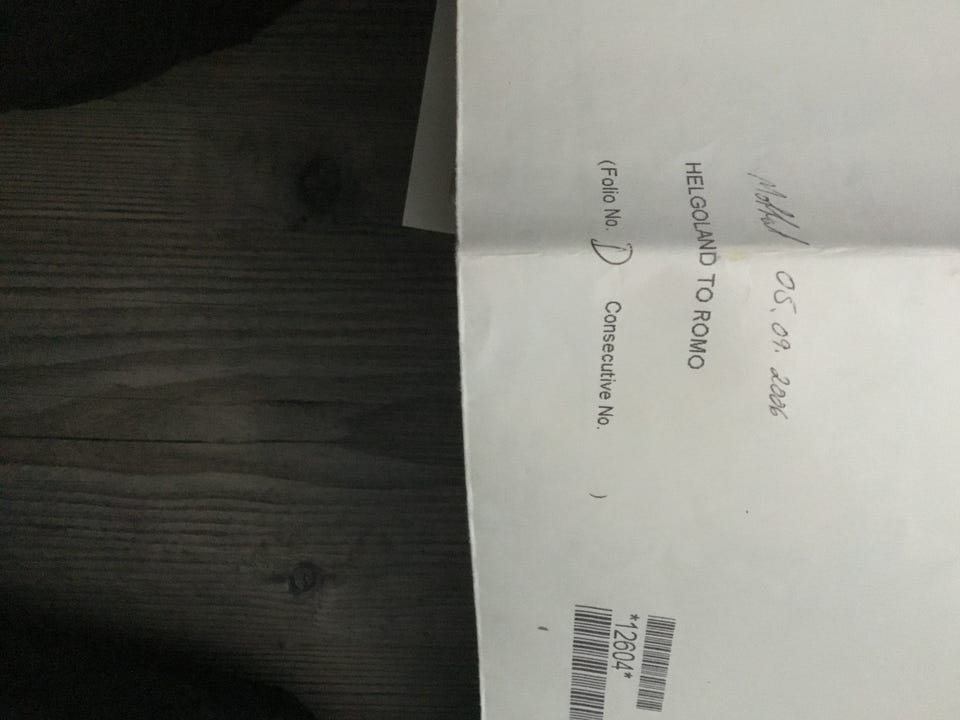 05.09.2006
HELGOLAND TO ROMO
(Folio No. D Consecutive No. )
*12604*